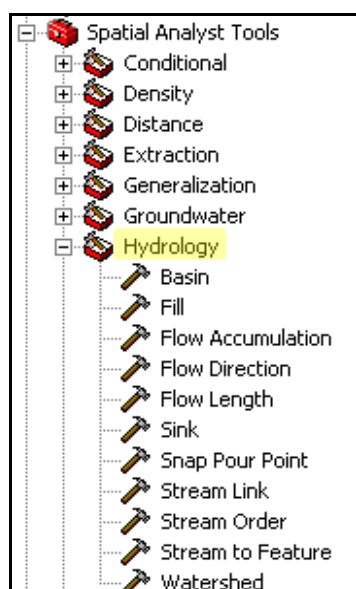 Spatial Analyst Tools
Conditional
Density
Distance
Extraction
Generalization
Groundwater
Hydrology
Basin
Fill
Flow Accumulation
Flow Direction
Flow Length
Sink
Snap Pour Point
Stream Link
Stream Order
Stream to Feature
Watershed